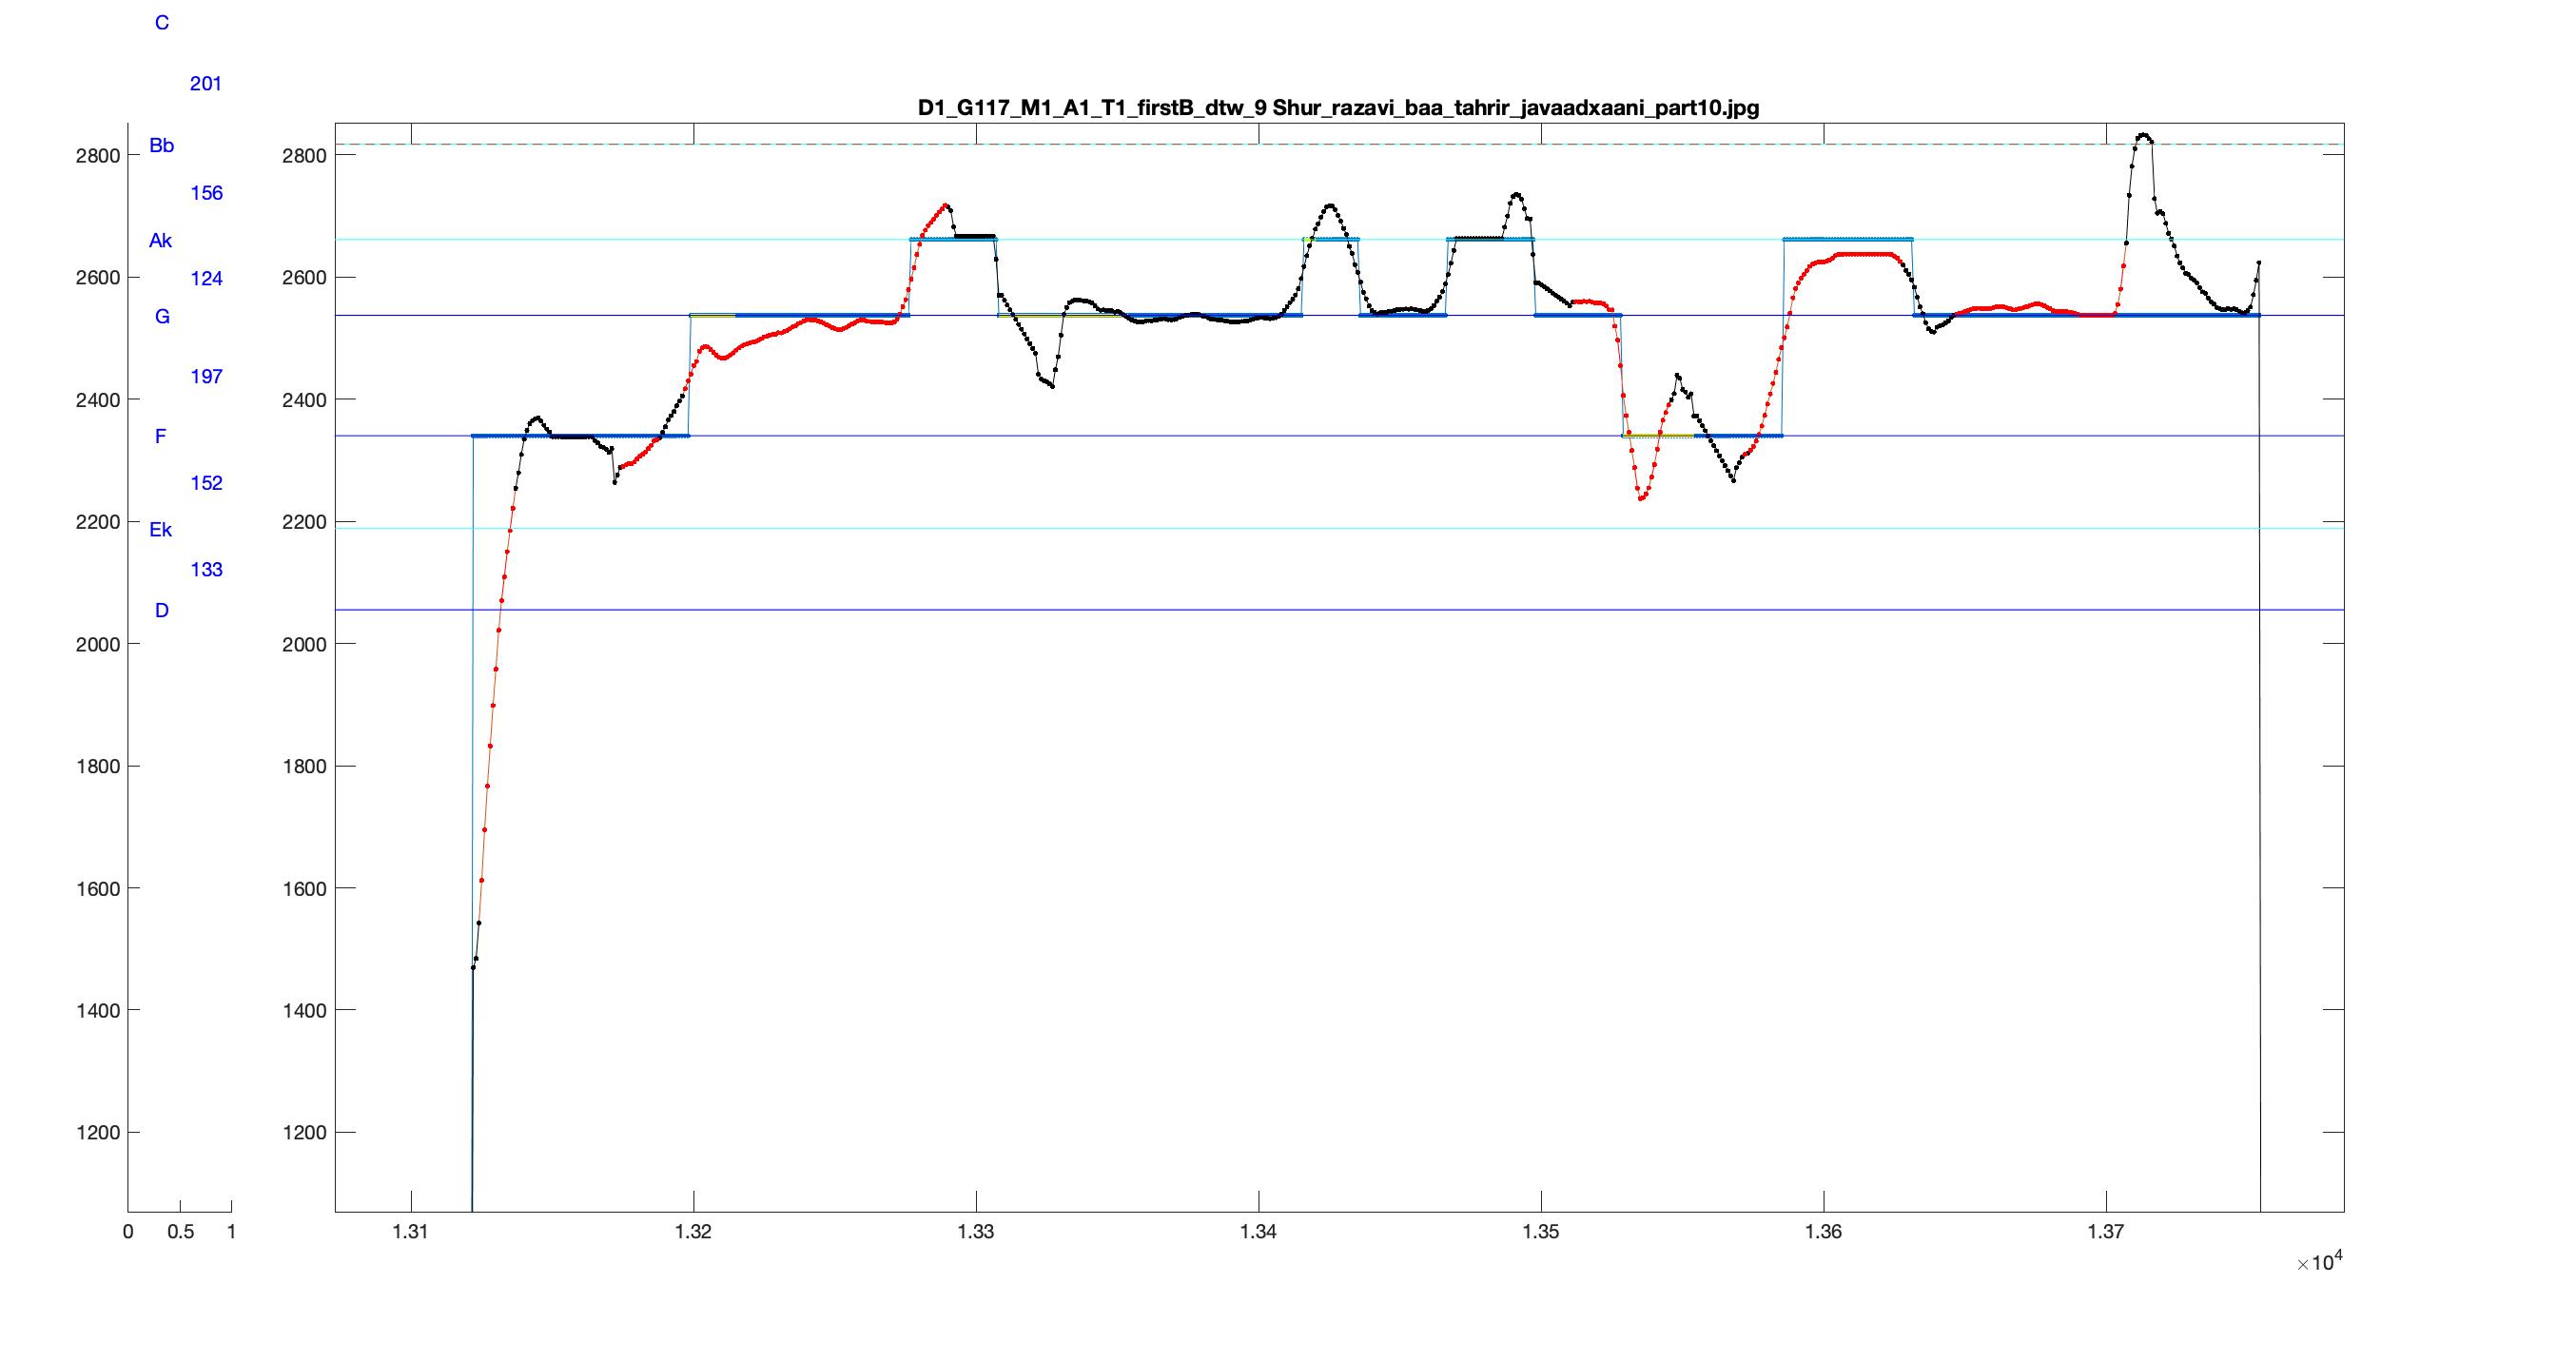 C
201
D1_G117_M1_A1_T1_firstB_dtw_9 Shur_razavi_baa_tahrir_javaadxaani_part10.jpg
2800 Bb 2800
156
Ak
2600 124 2600
G
197
2400 2400
F
152
2200 Ek 2200
133
D
2000 2000
1800 1800
1600 1600
1400 1400
1200 1200
0 0.5 1 1.31 1.32 1.33 1.34 1.35 1.36 1.37
×10^4